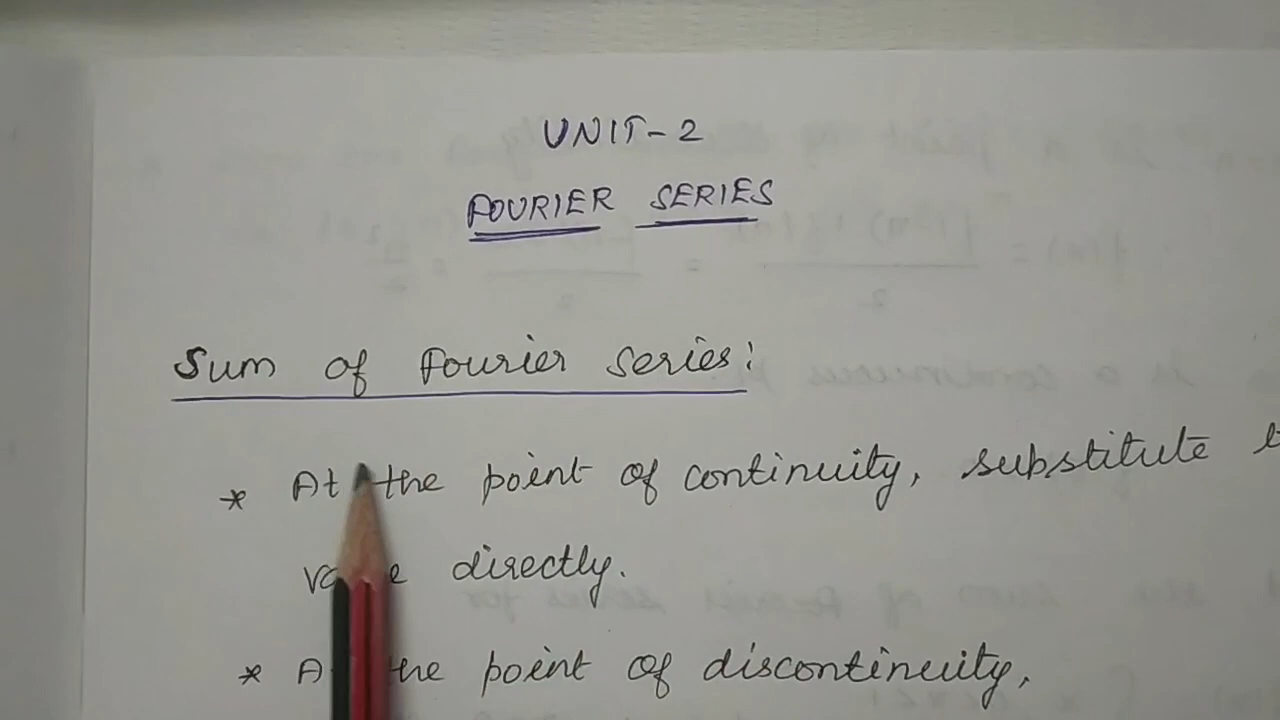 UNIT-2
FOURIER SERIES
Sum of Fourier Series:
* At the point of continuity, substitute
directly.
* At the point of discontinuity,